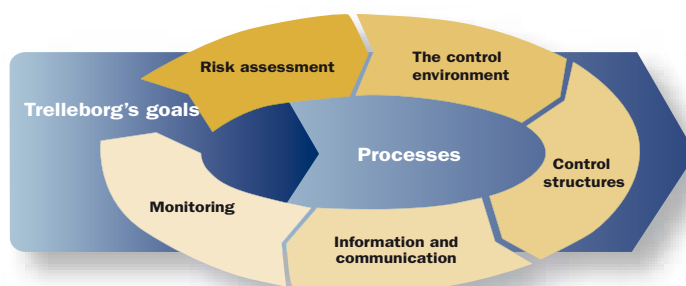 Risk assessment
The control
environment
Trelleborg's goals
Processes
Control
structures
Monitoring
Information and
communication